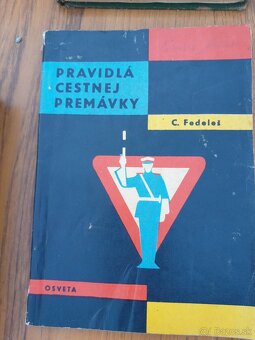 PRAVIDLÁ
CESTNEJ
PREMÁVKY
C. Fedeleš
OSVETA